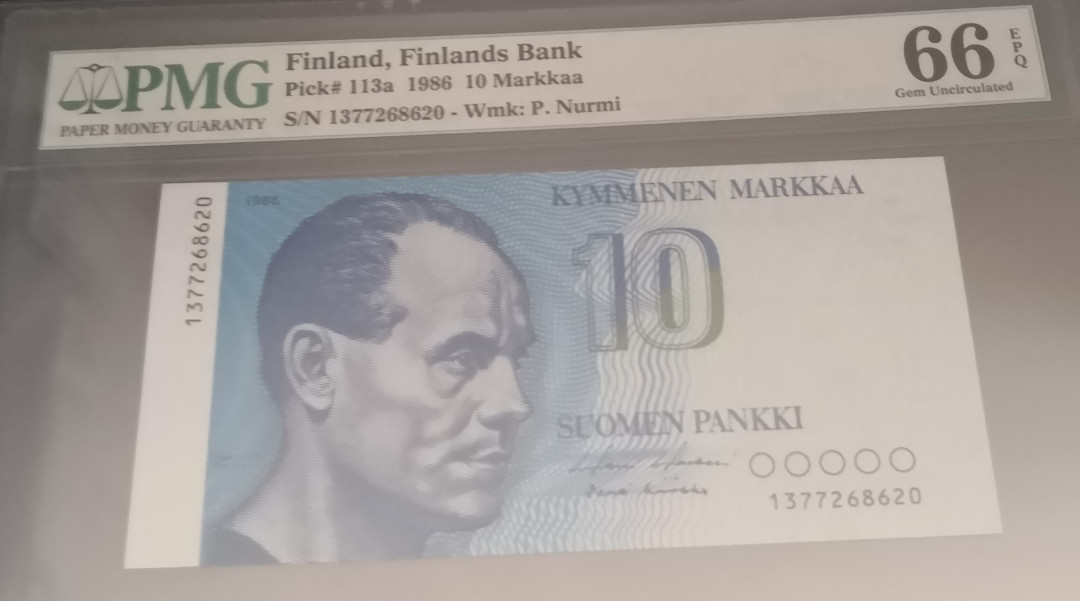 PMG
PAPER MONEY GUARANTY
Finland, Finlands Bank
Pick# 113a 1986 10 Markkaa
S/N 1377268620 - Wmk: P. Nurmi
66
EPQ
Gem Uncirculated
1377268620
1986
KYMMENEN MARKKAA
10
SUOMEN PANKKI
1377268620